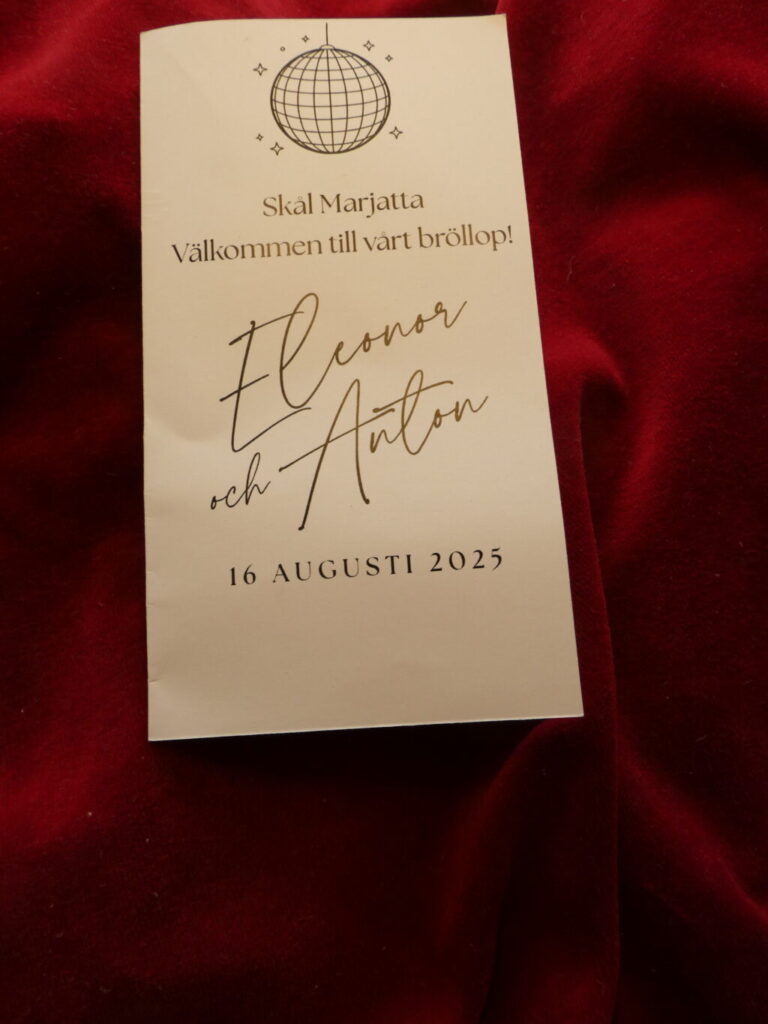 Skål Marjatta
Välkommen till vårt bröllop!
Eleonor
och Anton
16 AUGUSTI 2025